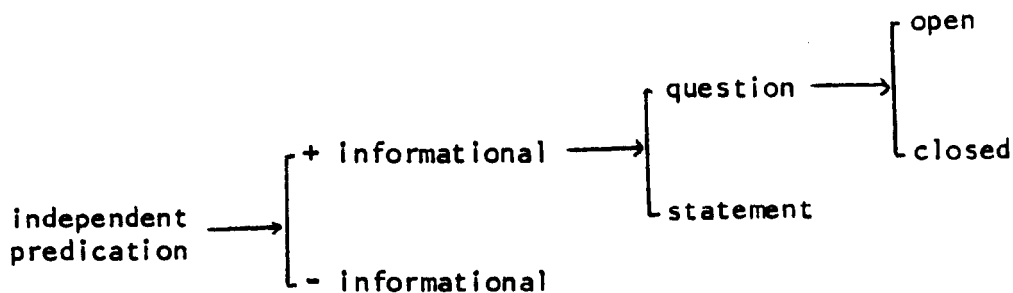 open
question
+ informational
closed
statement
independent
predication
- informational